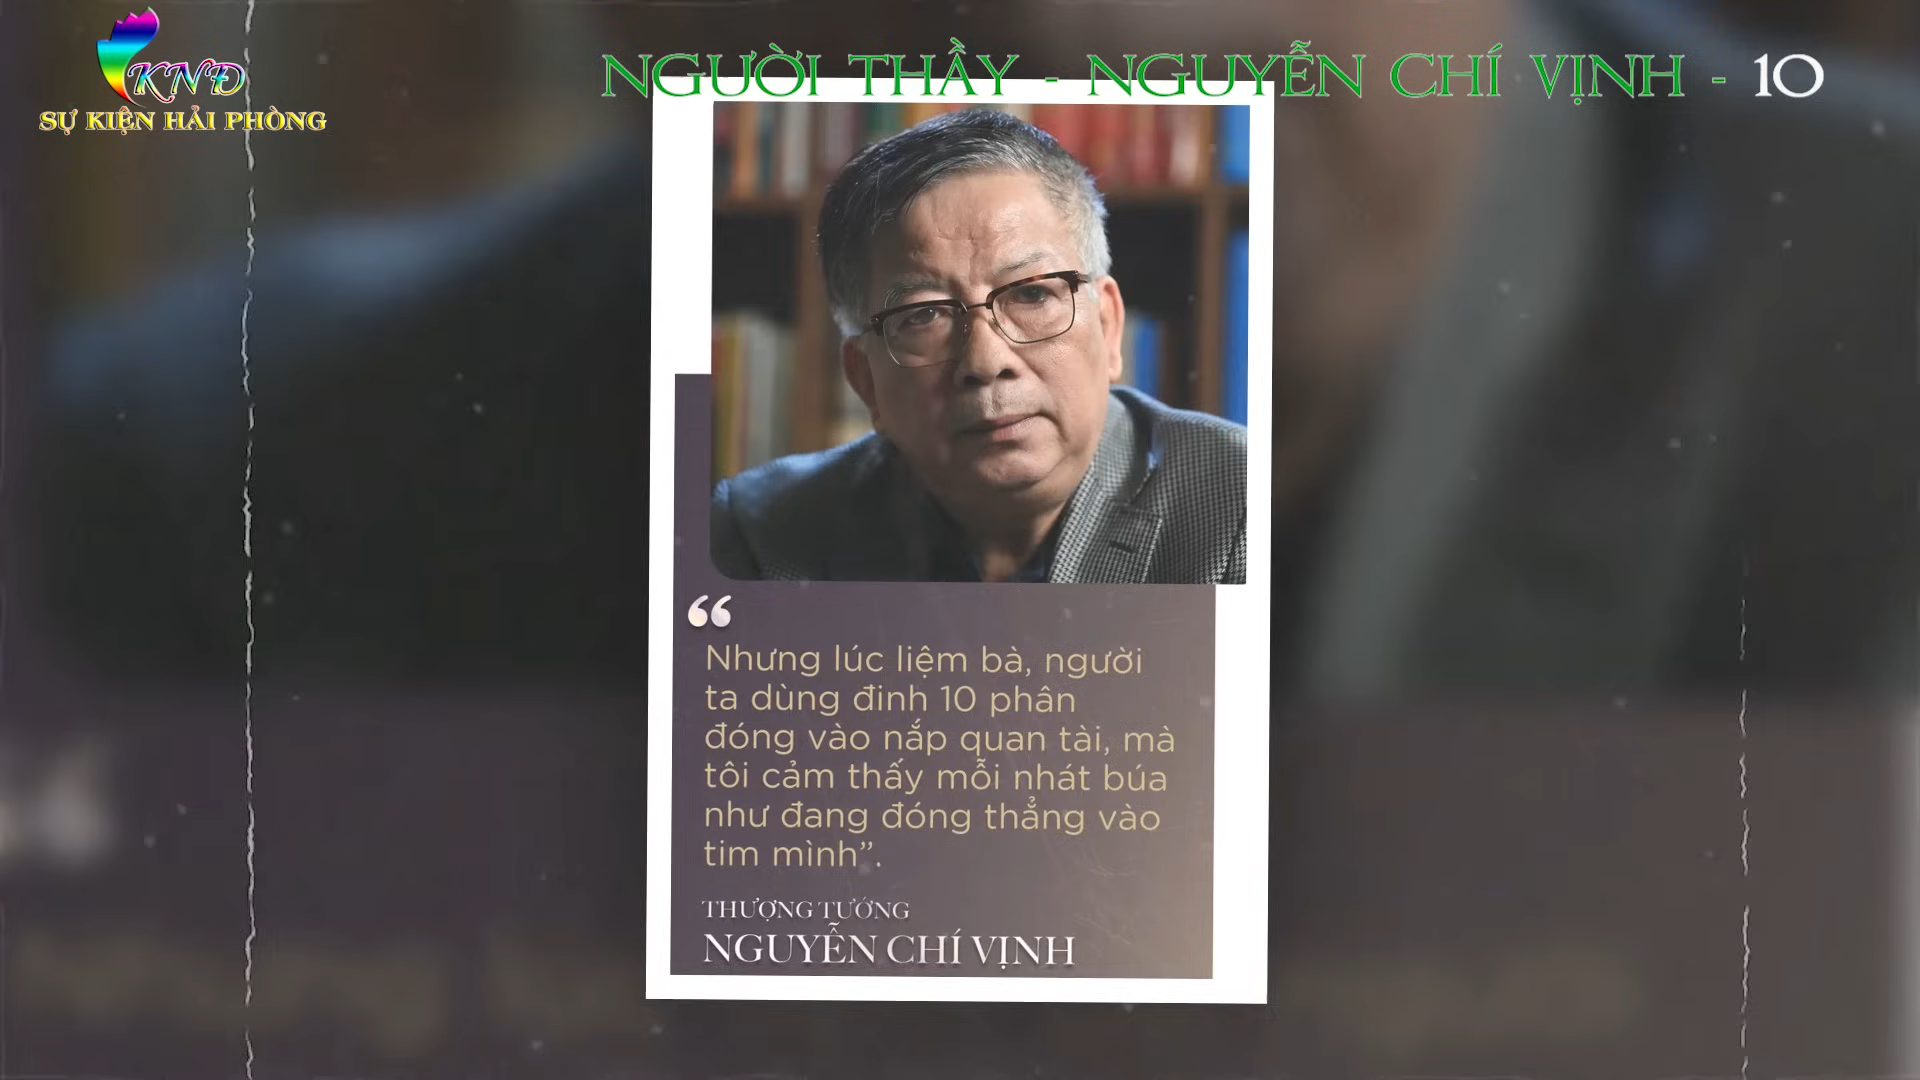 KNĐ
SỰ KIỆN HẢI PHÒNG
NGƯỜI THẦY - NGUYỄN CHÍ VỊNH - 10
“
Nhưng lúc liệm bà, người
ta dùng đinh 10 phân
đóng vào nắp quan tài, mà
tôi cảm thấy mỗi nhát búa
như đang đóng thẳng vào
tim mình”.
THƯỢNG TƯỚNG
NGUYỄN CHÍ VỊNH